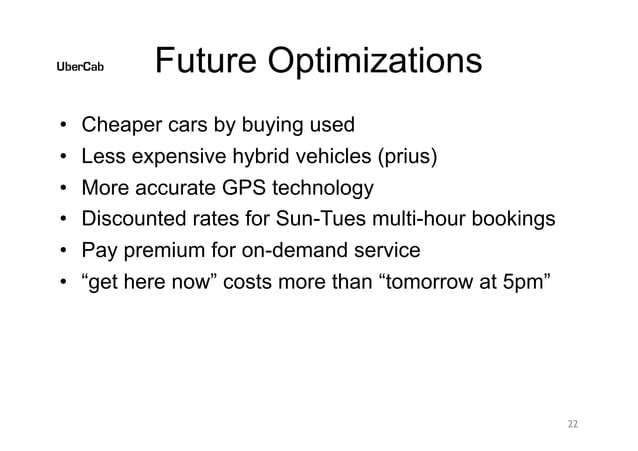 UberCab
Future Optimizations
• Cheaper cars by buying used
• Less expensive hybrid vehicles (prius)
• More accurate GPS technology
• Discounted rates for Sun-Tues multi-hour bookings
• Pay premium for on-demand service
• “get here now” costs more than “tomorrow at 5pm”
22